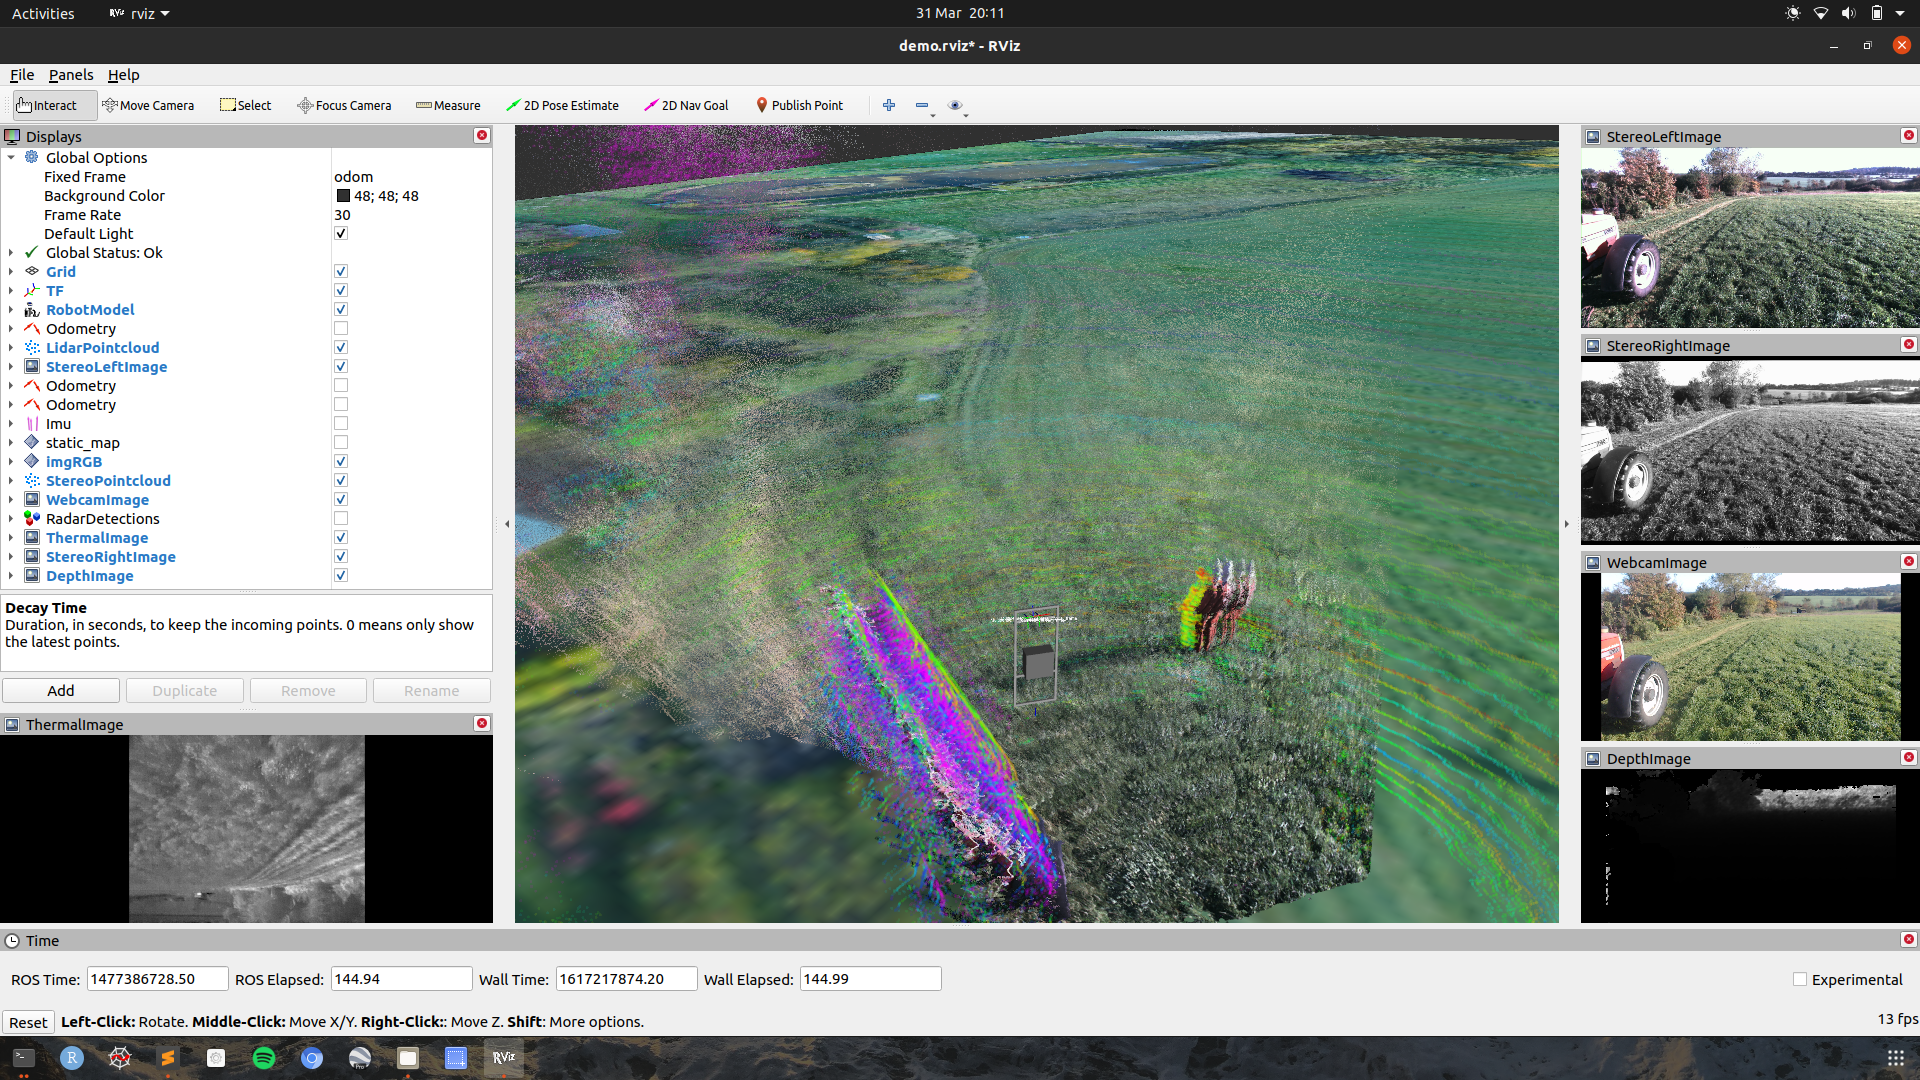 Activities
RViz rviz
31 Mar 20:11
demo.rviz* - RViz
File Panels Help
Interact Move Camera Select Focus Camera Measure 2D Pose Estimate 2D Nav Goal Publish Point
Displays
Global Options
Fixed Frame odom
Background Color 48; 48; 48
Frame Rate 30
Default Light
Global Status: Ok
Grid
TF
RobotModel
Odometry
LidarPointcloud
StereoLeftImage
Odometry
Odometry
Imu
static_map
imgRGB
StereoPointcloud
WebcamImage
RadarDetections
ThermalImage
StereoRightImage
DepthImage
Decay Time
Duration, in seconds, to keep the incoming points. 0 means only show
the latest points.
Add Duplicate Remove Rename
ThermalImage
StereoLeftImage
StereoRightImage
WebcamImage
DepthImage
Time
ROS Time: 1477386728.50 ROS Elapsed: 144.94 Wall Time: 1617217874.20 Wall Elapsed: 144.99 Experimental
Reset Left-Click: Rotate. Middle-Click: Move X/Y. Right-Click:: Move Z. Shift: More options. 13 fps
R
Pro
RViz